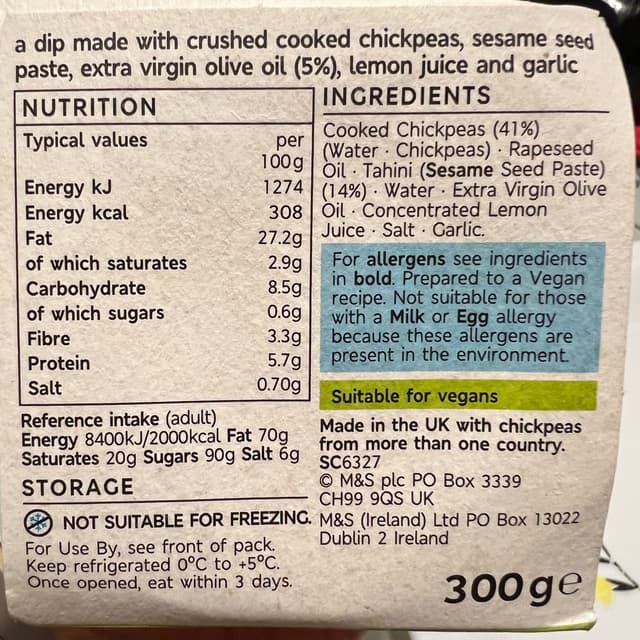 a dip made with crushed cooked chickpeas, sesame seed
paste, extra virgin olive oil (5%), lemon juice and garlic
NUTRITION
Typical values per
100g
Energy kJ 1274
Energy kcal 308
Fat 27.2g
of which saturates 2.9g
Carbohydrate 8.5g
of which sugars 0.6g
Fibre 3.3g
Protein 5.7g
Salt 0.70g
Reference intake (adult)
Energy 8400kJ/2000kcal Fat 70g
Saturates 20g Sugars 90g Salt 6g
STORAGE
NOT SUITABLE FOR FREEZING.
For Use By, see front of pack.
Keep refrigerated 0°C to +5°C.
Once opened, eat within 3 days.
INGREDIENTS
Cooked Chickpeas (41%)
(Water · Chickpeas) · Rapeseed
Oil · Tahini (Sesame Seed Paste)
(14%) · Water · Extra Virgin Olive
Oil · Concentrated Lemon
Juice · Salt · Garlic.
For allergens see ingredients
in bold. Prepared to a Vegan
recipe. Not suitable for those
with a Milk or Egg allergy
because these allergens are
present in the environment.
Suitable for vegans
Made in the UK with chickpeas
from more than one country.
SC6327
© M&S plc PO Box 3339
CH99 9QS UK
M&S (Ireland) Ltd PO Box 13022
Dublin 2 Ireland
300g℮